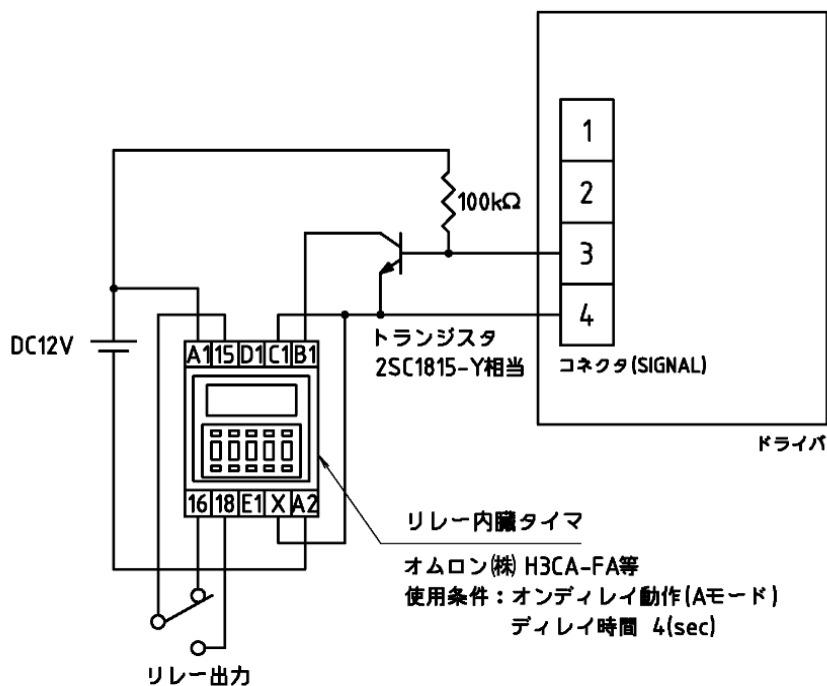 1
2
3
4
100kΩ
DC12V
トランジスタ
2SC1815-Y相当
コネクタ(SIGNAL)
ドライバ
A1 15 D1 C1 B1
16 18 E1 X A2
リレー内臓タイマ
オムロン(株) H3CA-FA等
使用条件：オンディレイ動作(Aモード)
ディレイ時間 4(sec)
リレー出力